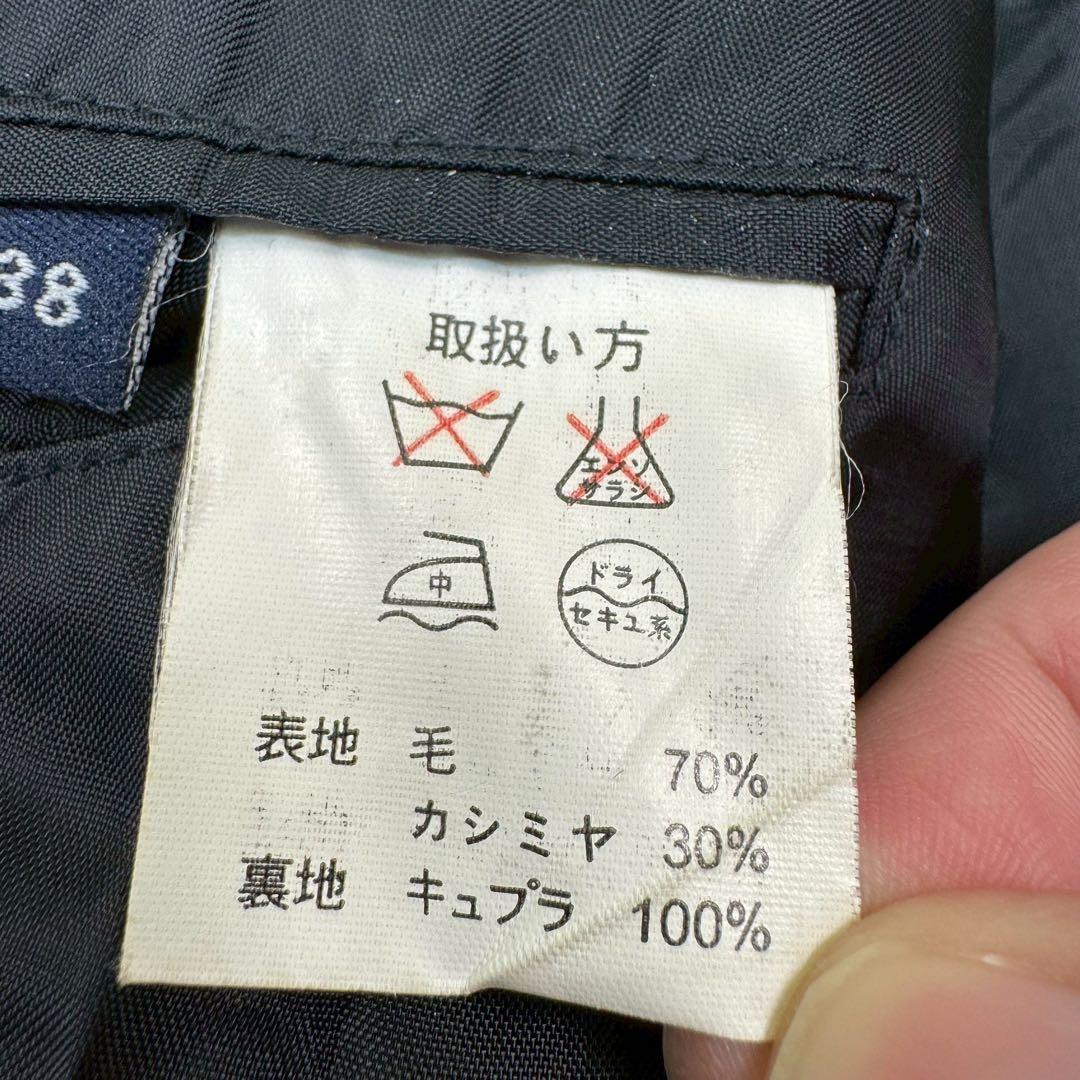 38
取扱い方
エンソ
サラシ
中
ドライ
セキユ系
表地 毛 70%
カシミヤ 30%
裏地 キュプラ 100%